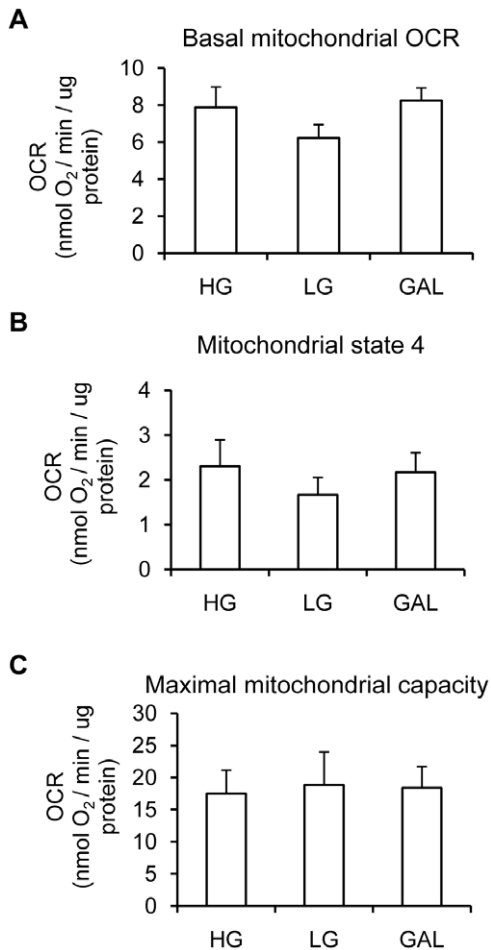 A
Basal mitochondrial OCR
OCR
(nmol O₂ / min / ug
protein)
10
8
6
4
2
0
HG LG GAL
B
Mitochondrial state 4
OCR
(nmol O₂ / min / ug
protein)
4
3
2
1
0
HG LG GAL
C
Maximal mitochondrial capacity
OCR
(nmol O₂ / min / ug
protein)
30
25
20
15
10
5
0
HG LG GAL